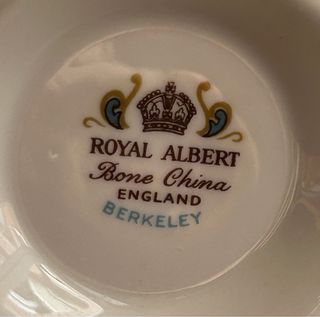 ROYAL ALBERT
Bone China
ENGLAND
BERKELEY